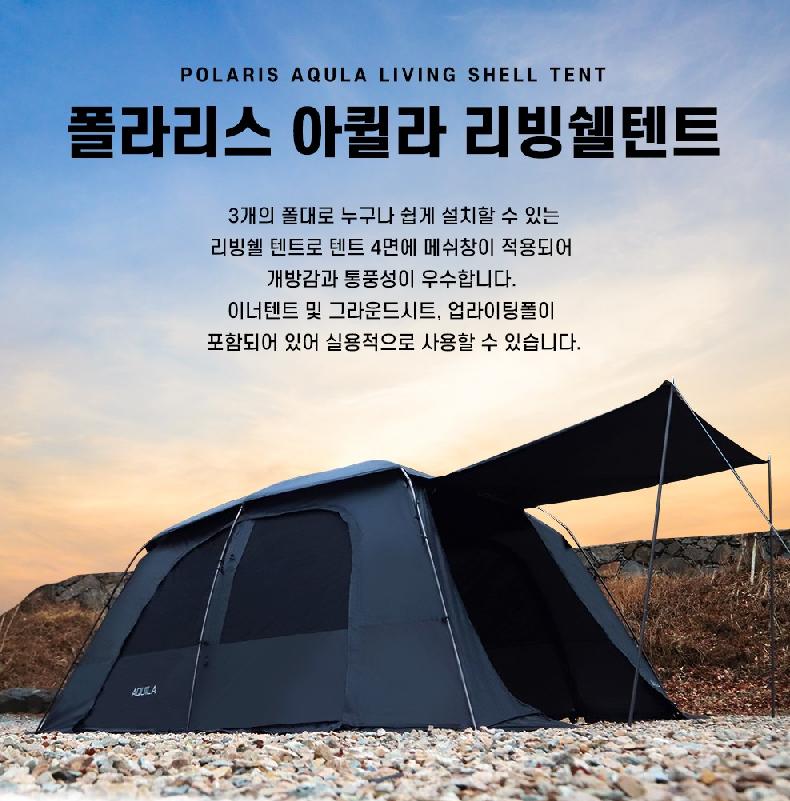 POLARIS AQULA LIVING SHELL TENT
폴라리스 아퀼라 리빙쉘텐트
3개의 폴대로 누구나 쉽게 설치할 수 있는
리빙쉘 텐트로 텐트 4면에 메쉬창이 적용되어
개방감과 통풍성이 우수합니다.
이너텐트 및 그라운드시트, 업라이팅폴이
포함되어 있어 실용적으로 사용할 수 있습니다.
AQUILA